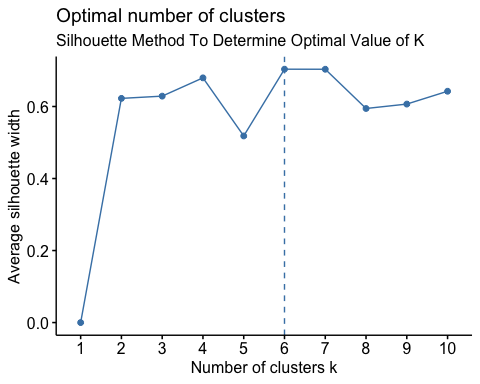 Optimal number of clusters
Silhouette Method To Determine Optimal Value of K
Average silhouette width
0.6
0.4
0.2
0.0
1 2 3 4 5 6 7 8 9 10
Number of clusters k